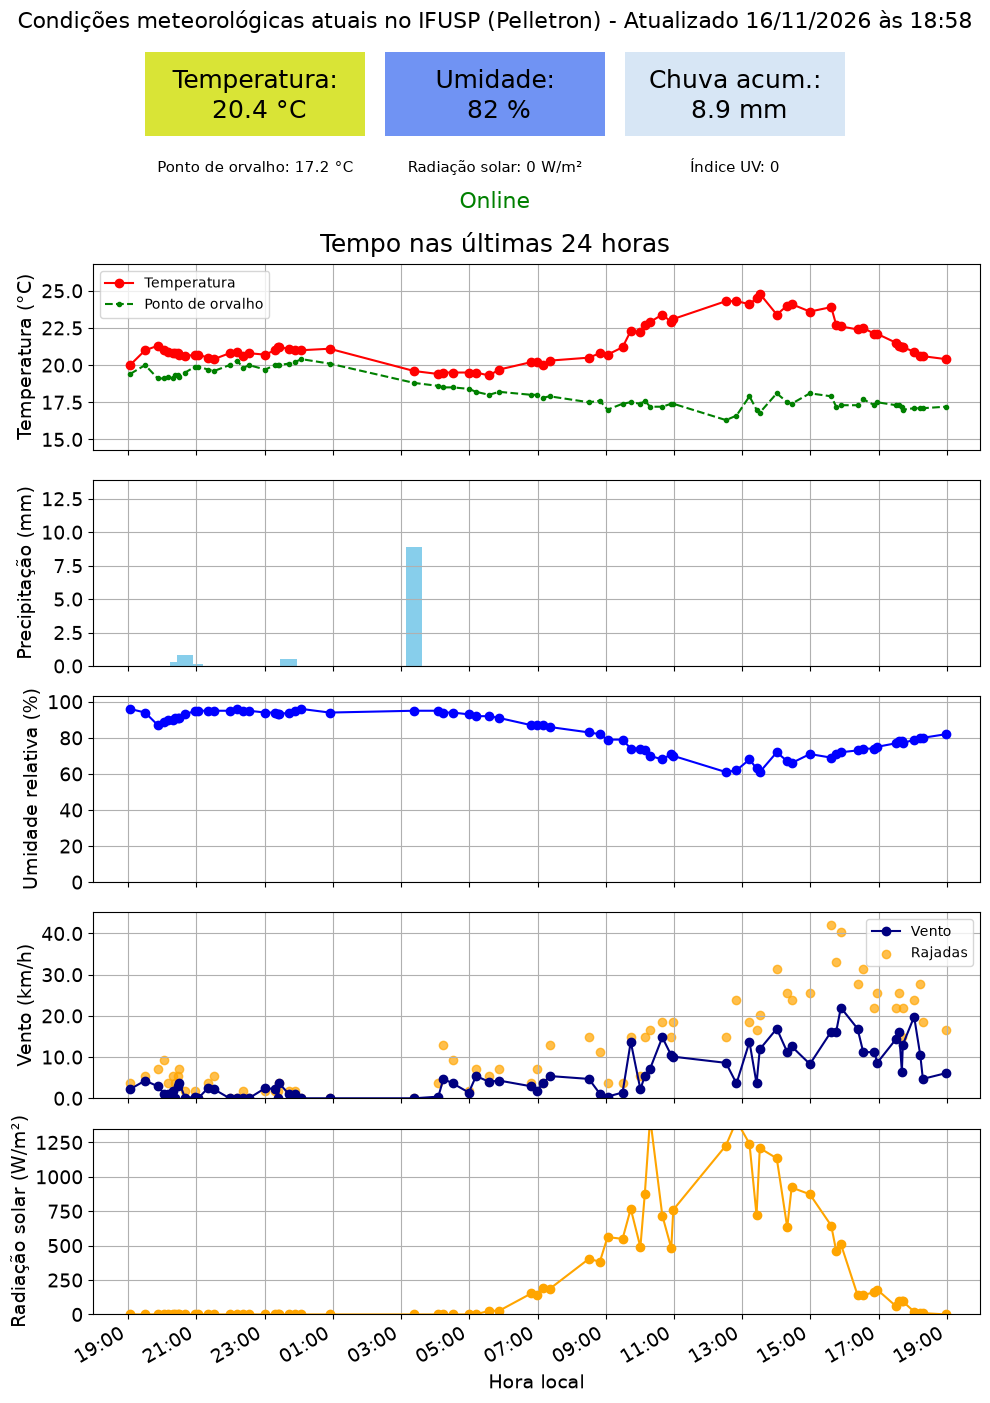 Condições meteorológicas atuais no IFUSP (Pelletron) - Atualizado 16/11/2026 às 18:58
Temperatura:
20.4 °C
Umidade:
82 %
Chuva acum.:
8.9 mm
Ponto de orvalho: 17.2 °C
Radiação solar: 0 W/m²
Índice UV: 0
Online
Tempo nas últimas 24 horas
Temperatura (°C)
25.0
22.5
20.0
17.5
15.0
Temperatura
Ponto de orvalho
Precipitação (mm)
12.5
10.0
7.5
5.0
2.5
0.0
Umidade relativa (%)
100
80
60
40
20
0
Vento (km/h)
40.0
30.0
20.0
10.0
0.0
Vento
Rajadas
Radiação solar (W/m²)
1250
1000
750
500
250
0
19:00
21:00
23:00
01:00
03:00
05:00
07:00
09:00
11:00
13:00
15:00
17:00
19:00
Hora local